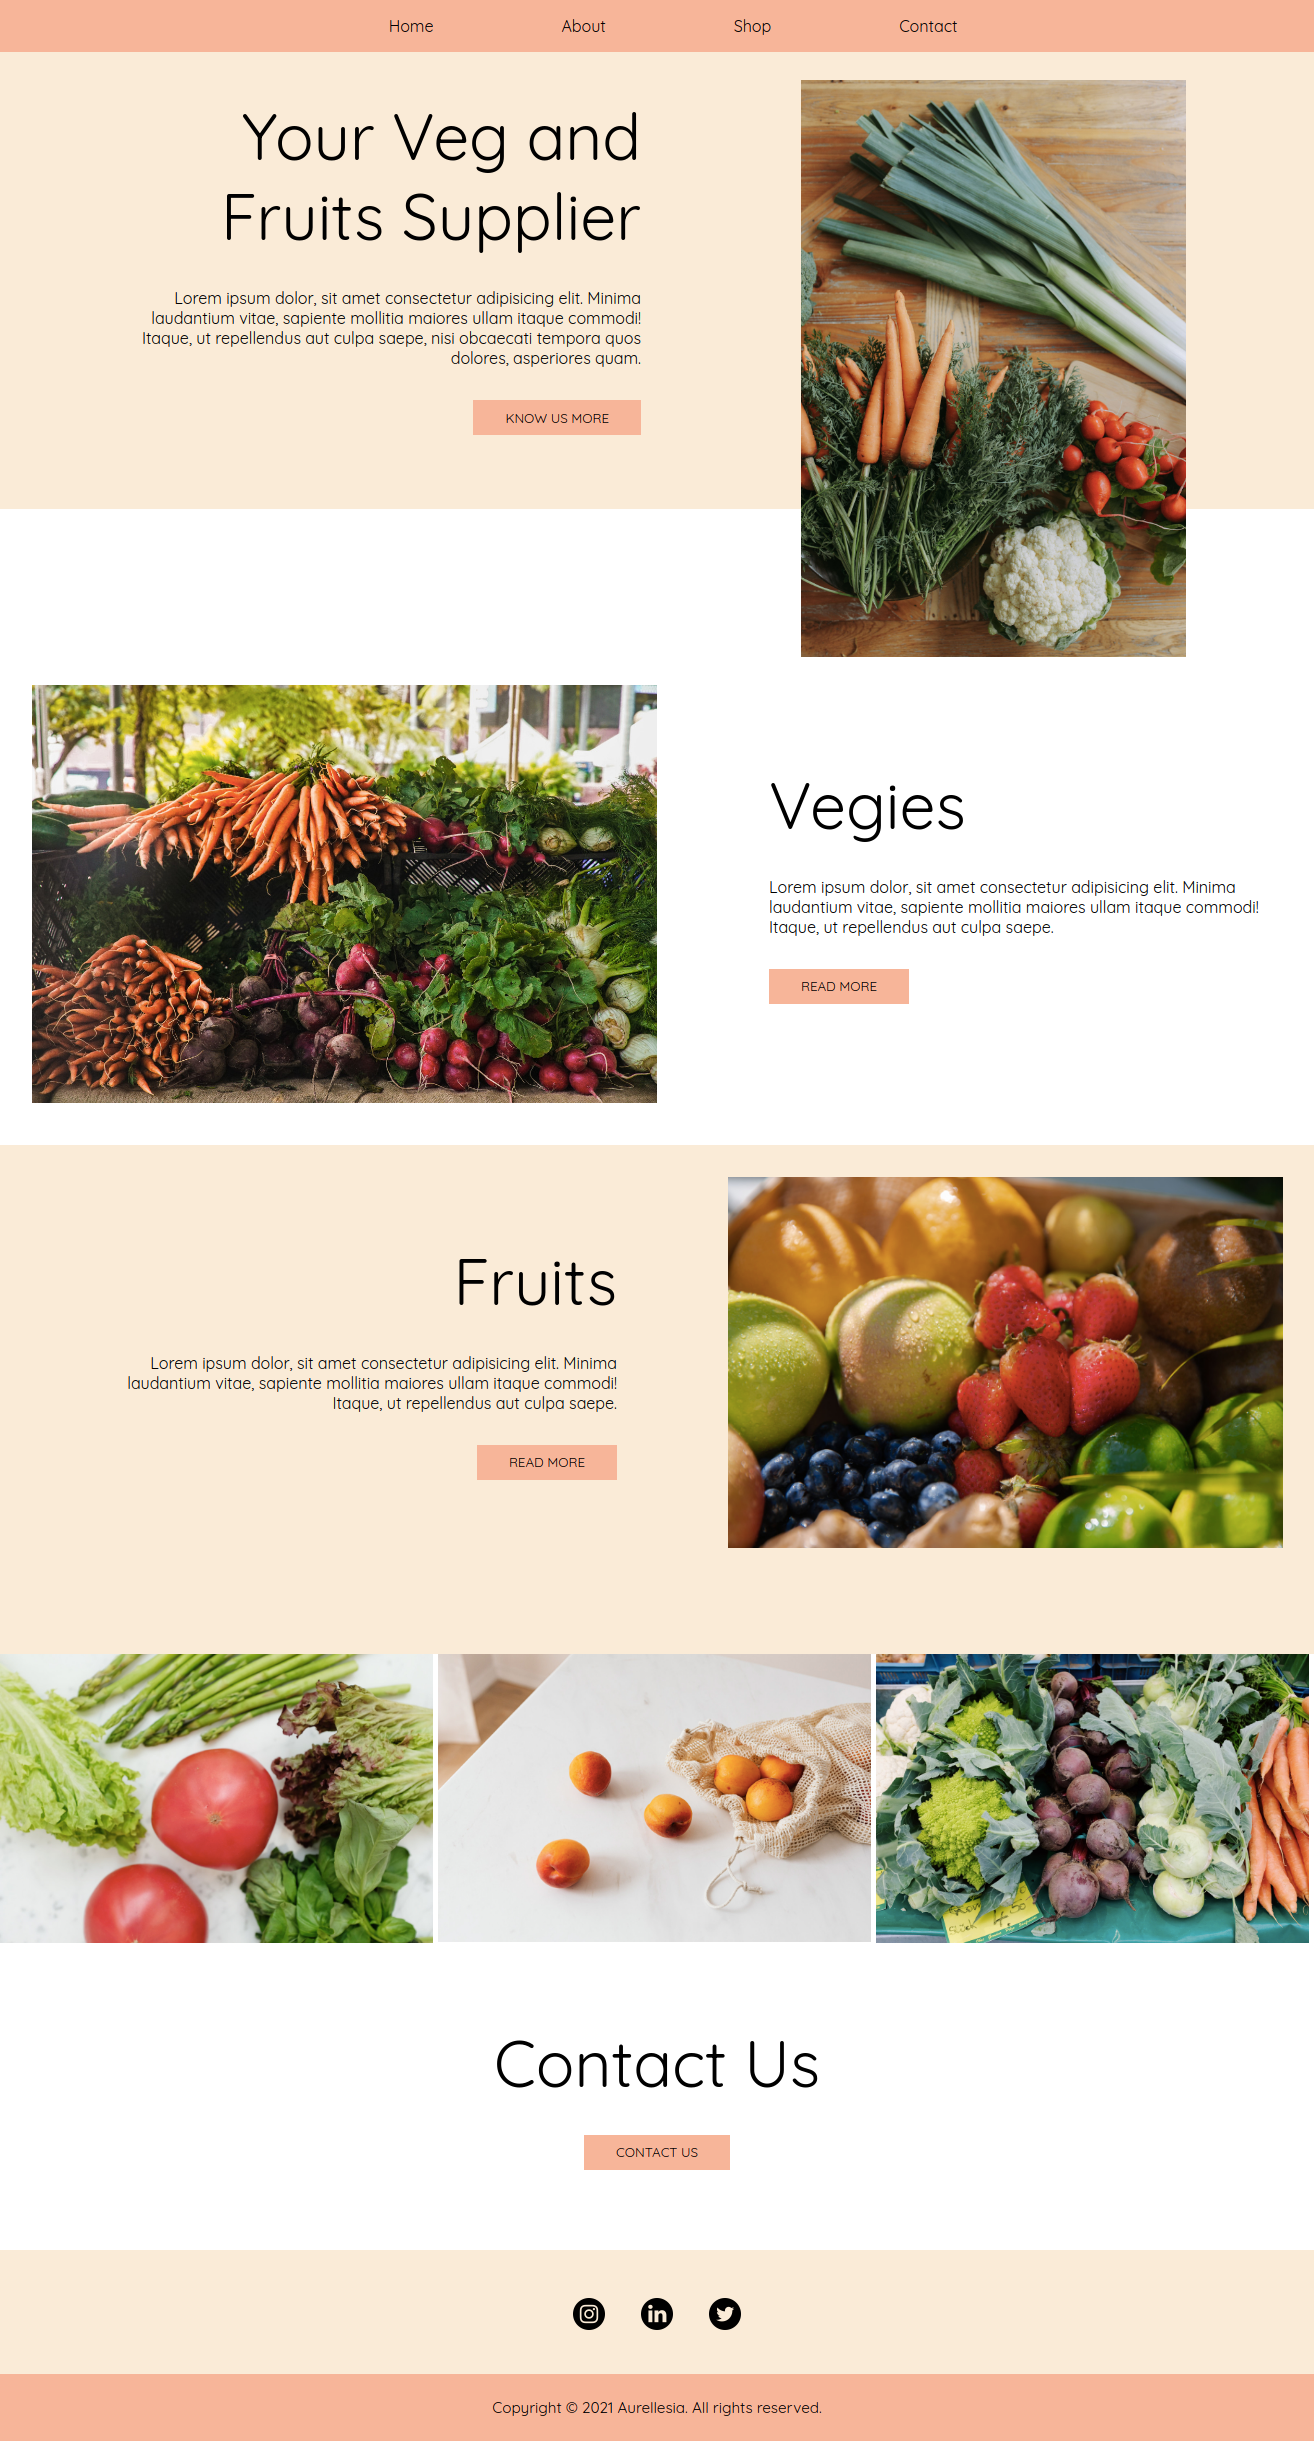 Home About Shop Contact
Your Veg and
Fruits Supplier
Lorem ipsum dolor, sit amet consectetur adipisicing elit. Minima
laudantium vitae, sapiente mollitia maiores ullam itaque commodi!
Itaque, ut repellendus aut culpa saepe, nisi obcaecati tempora quos
dolores, asperiores quam.
KNOW US MORE
Vegies
Lorem ipsum dolor, sit amet consectetur adipisicing elit. Minima
laudantium vitae, sapiente mollitia maiores ullam itaque commodi!
Itaque, ut repellendus aut culpa saepe.
READ MORE
Fruits
Lorem ipsum dolor, sit amet consectetur adipisicing elit. Minima
laudantium vitae, sapiente mollitia maiores ullam itaque commodi!
Itaque, ut repellendus aut culpa saepe.
READ MORE
Contact Us
CONTACT US
Copyright © 2021 Aurellesia. All rights reserved.